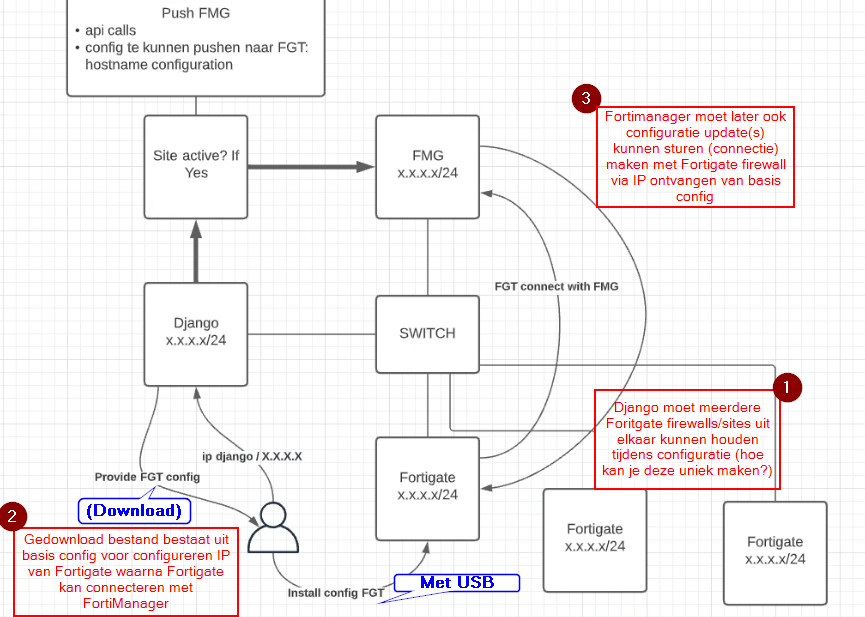 Push FMG
• api calls
• config te kunnen pushen naar FGT:
hostname configuration
3
Fortimanager moet later ook
configuratie update(s)
kunnen sturen (connectie)
maken met Fortigate firewall
via IP ontvangen van basis
config
Site active? If
Yes
FMG
x.x.x.x/24
FGT connect with FMG
Django
x.x.x.x/24
SWITCH
1
Django moet meerdere
Foritgate firewalls/sites uit
elkaar kunnen houden
tijdens configuratie (hoe
kan je deze uniek maken?)
ip django / X.X.X.X
Provide FGT config
(Download)
Fortigate
x.x.x.x/24
2
Gedownload bestand bestaat uit
basis config voor configureren IP
van Fortigate waarna Fortigate
kan connecteren met
FortiManager
Met USB
Install config FGT
Fortigate
x.x.x.x/24
Fortigate
x.x.x.x/24